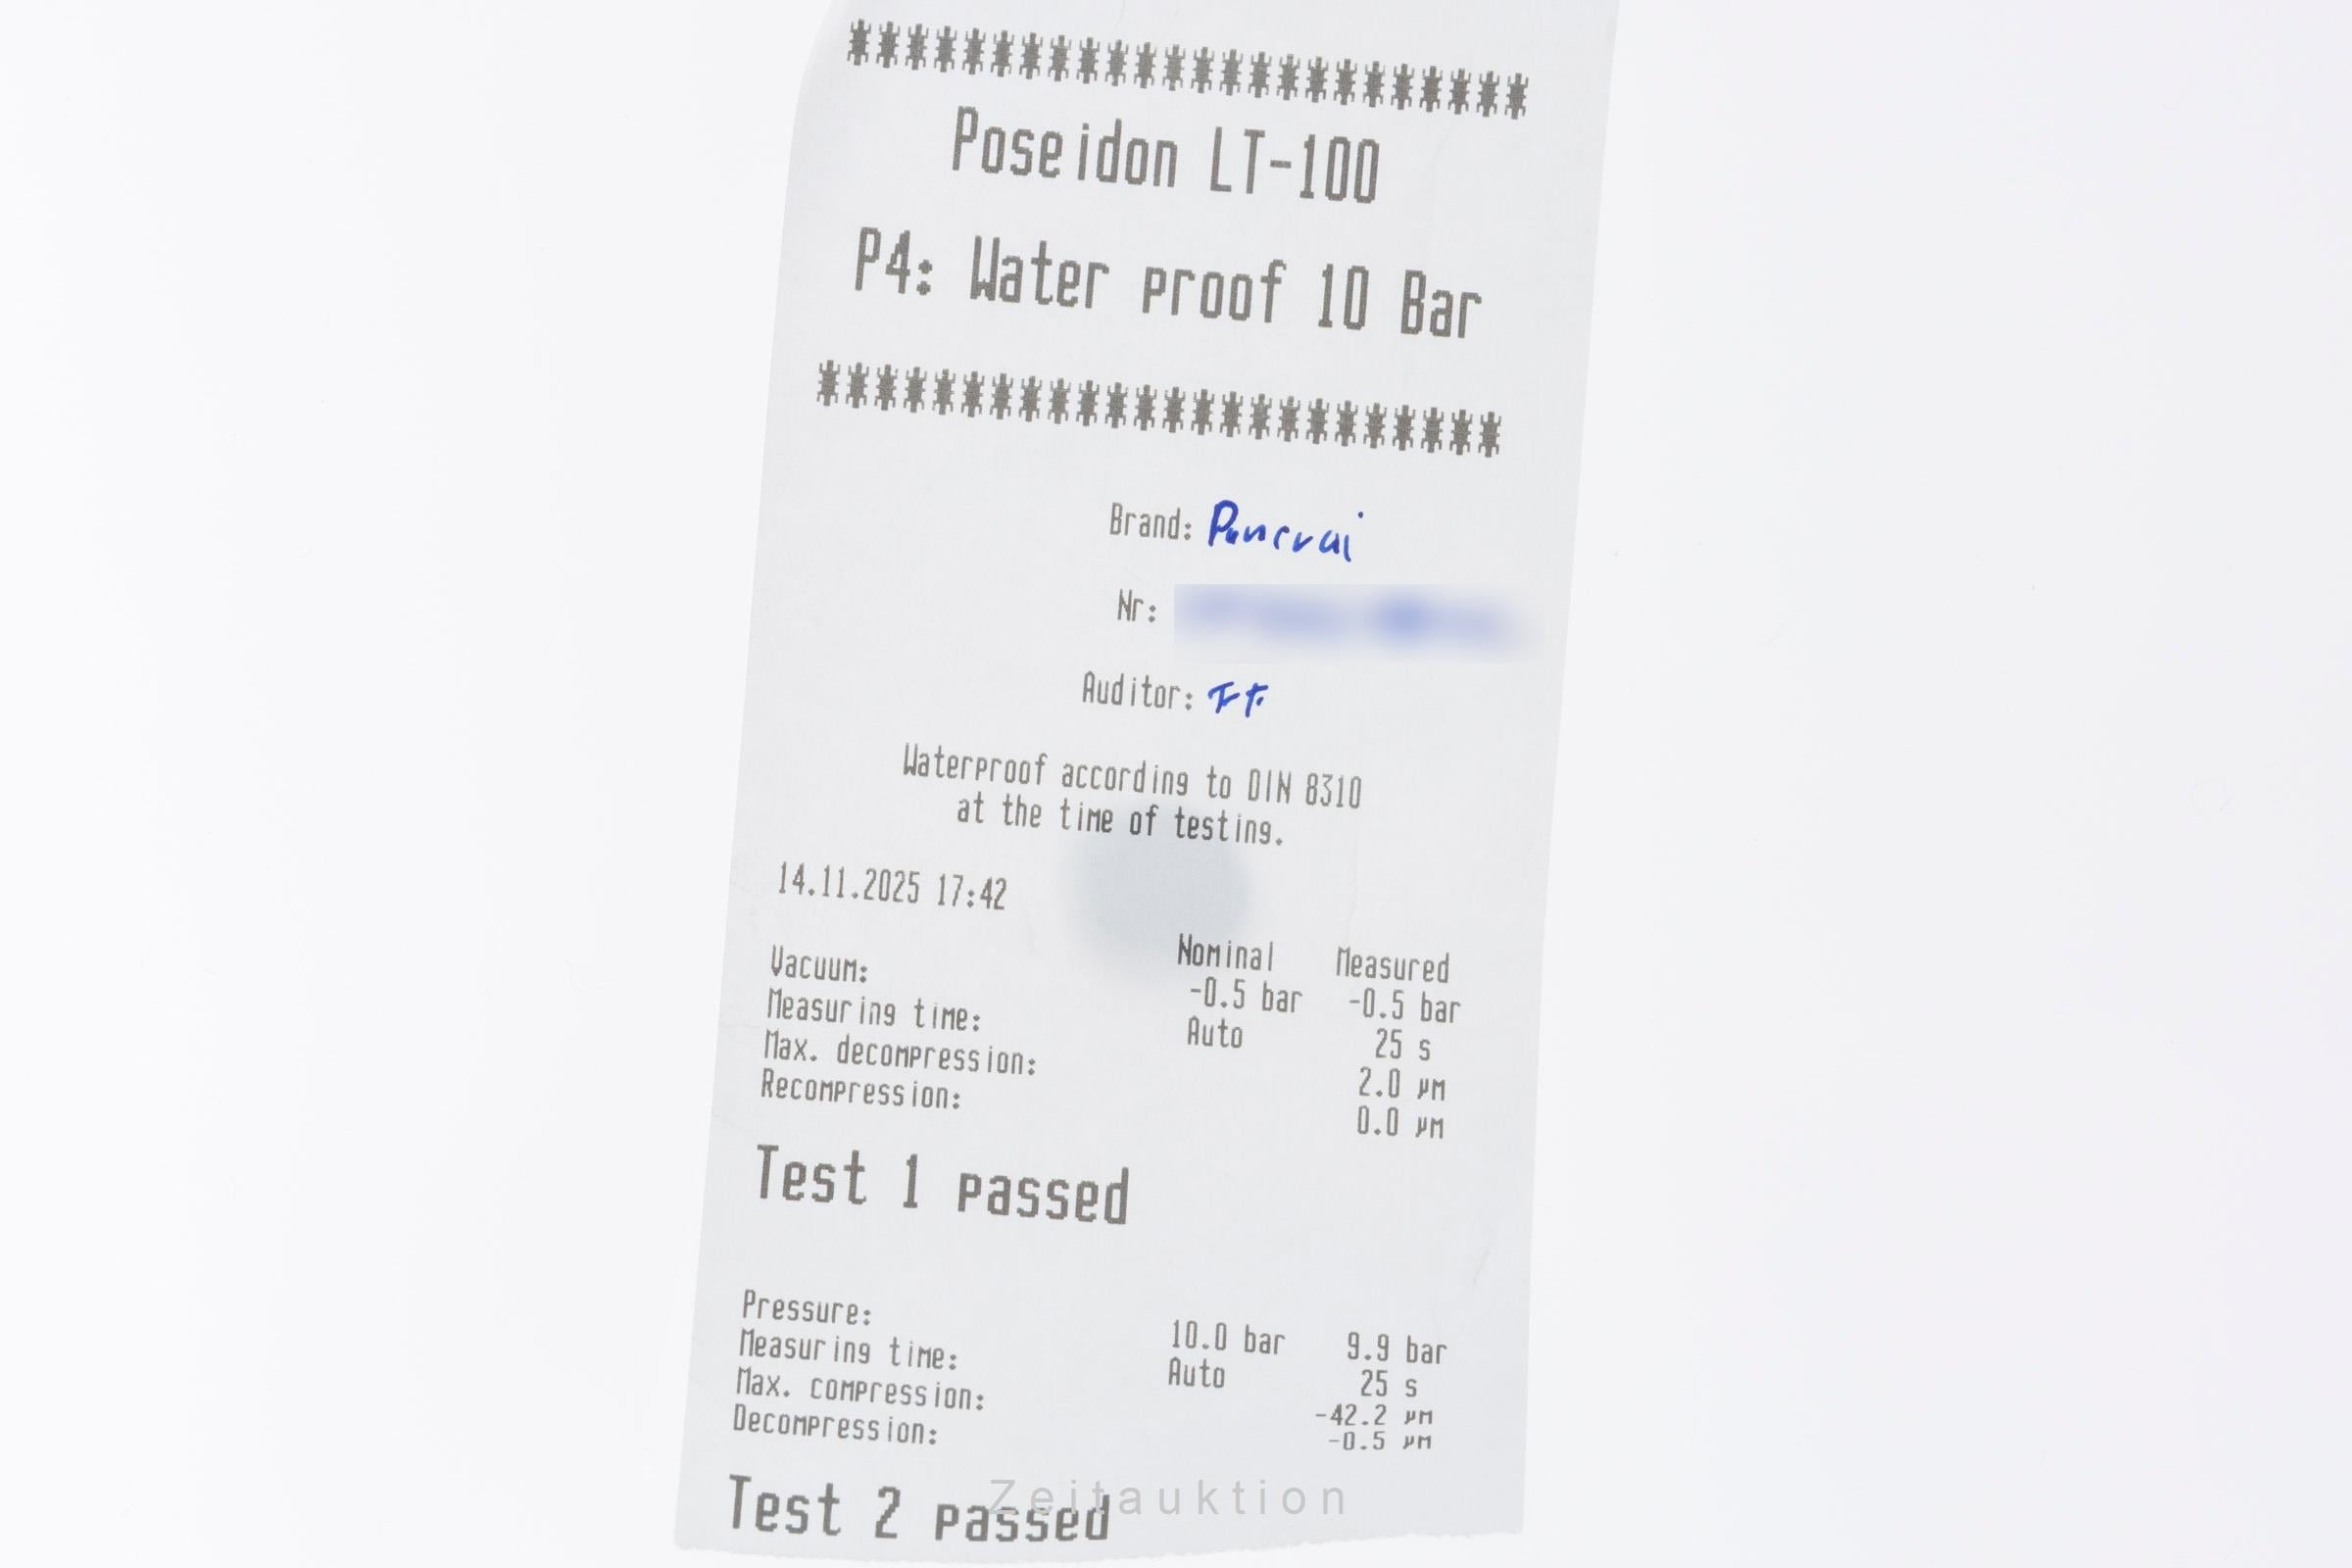 ************************
Poseidon LT-100
P4: Water proof 10 Bar
************************
Brand: Panerai
Nr:
Auditor: FF.
Waterproof according to DIN 8310
at the time of testing.
14.11.2025 17:42
Nominal Measured
Vacuum: -0.5 bar -0.5 bar
Measuring time: Auto 25 s
Max. decompression: 2.0 µm
Recompression: 0.0 µm
Test 1 passed
Pressure: 10.0 bar 9.9 bar
Measuring time: Auto 25 s
Max. compression: -42.2 µm
Decompression: -0.5 µm
Test 2 passed
Zeitauktion